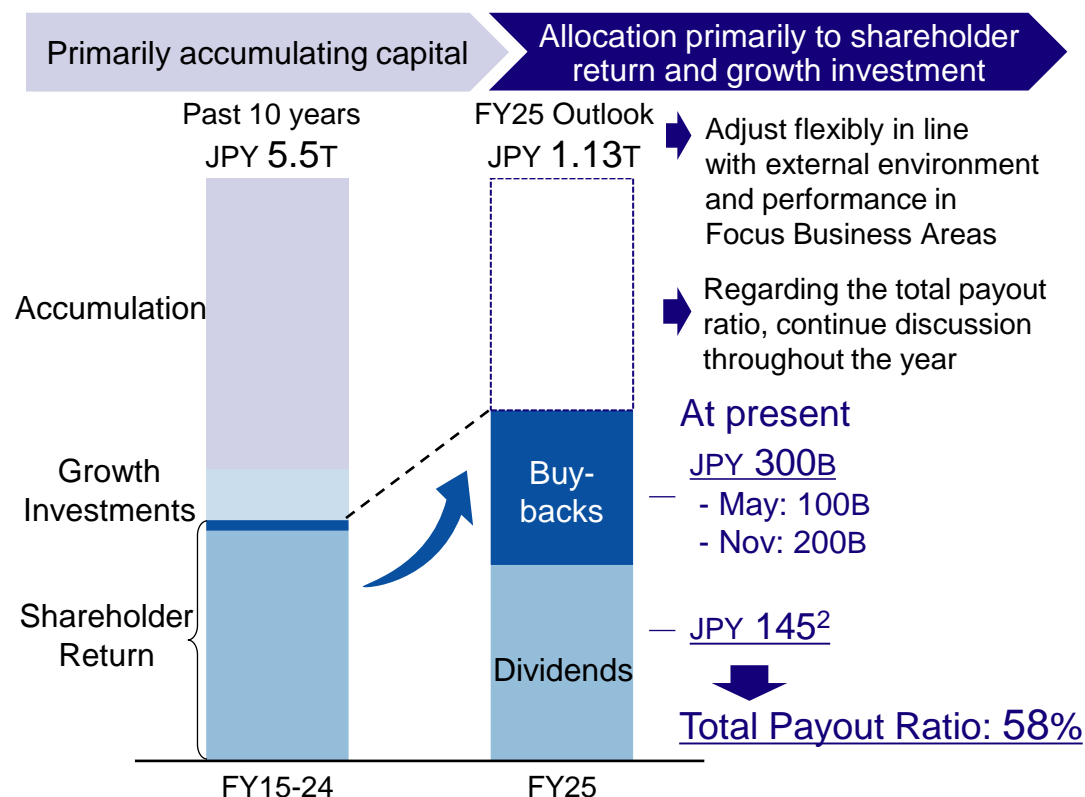 Primarily accumulating capital
Allocation primarily to shareholder
return and growth investment
Past 10 years
JPY 5.5T
FY25 Outlook
JPY 1.13T
Adjust flexibly in line
with external environment
and performance in
Focus Business Areas
Regarding the total payout
ratio, continue discussion
throughout the year
Accumulation
Growth
Investments
Shareholder
Return
Buy-
backs
Dividends
At present
JPY 300B
- May: 100B
- Nov: 200B
JPY 145²
Total Payout Ratio: 58%
FY15-24
FY25